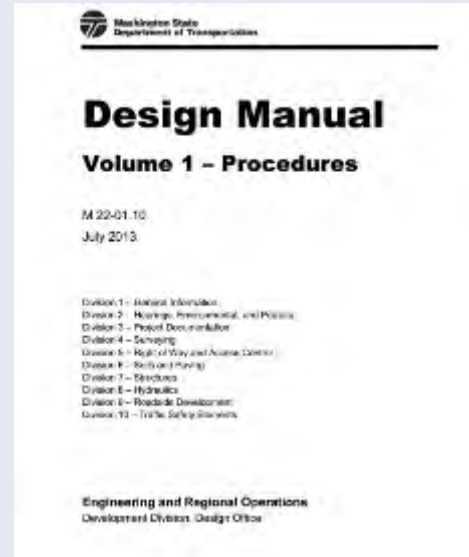 Washington State
Department of Transportation
Design Manual
Volume 1 – Procedures
M 22-01.10
July 2013
Division 1 – General Information
Division 2 – Hearings, Environmental, and Permits
Division 3 – Project Documentation
Division 4 – Surveying
Division 5 – Right of Way and Access Control
Division 6 – Soils and Paving
Division 7 – Structures
Division 8 – Hydraulics
Division 9 – Roadside Development
Division 10 – Traffic Safety Elements
Engineering and Regional Operations
Development Division, Design Office